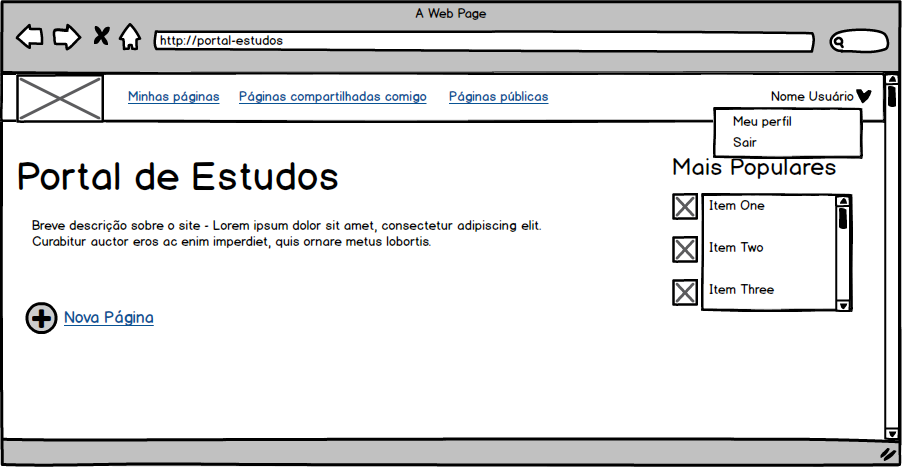 A Web Page
http://portal-estudos
Minhas páginas Páginas compartilhadas comigo Páginas públicas Nome Usuário
Meu perfil
Sair
Portal de Estudos
Breve descrição sobre o site - Lorem ipsum dolor sit amet, consectetur adipiscing elit.
Curabitur auctor eros ac enim imperdiet, quis ornare metus lobortis.
Nova Página
Mais Populares
Item One
Item Two
Item Three